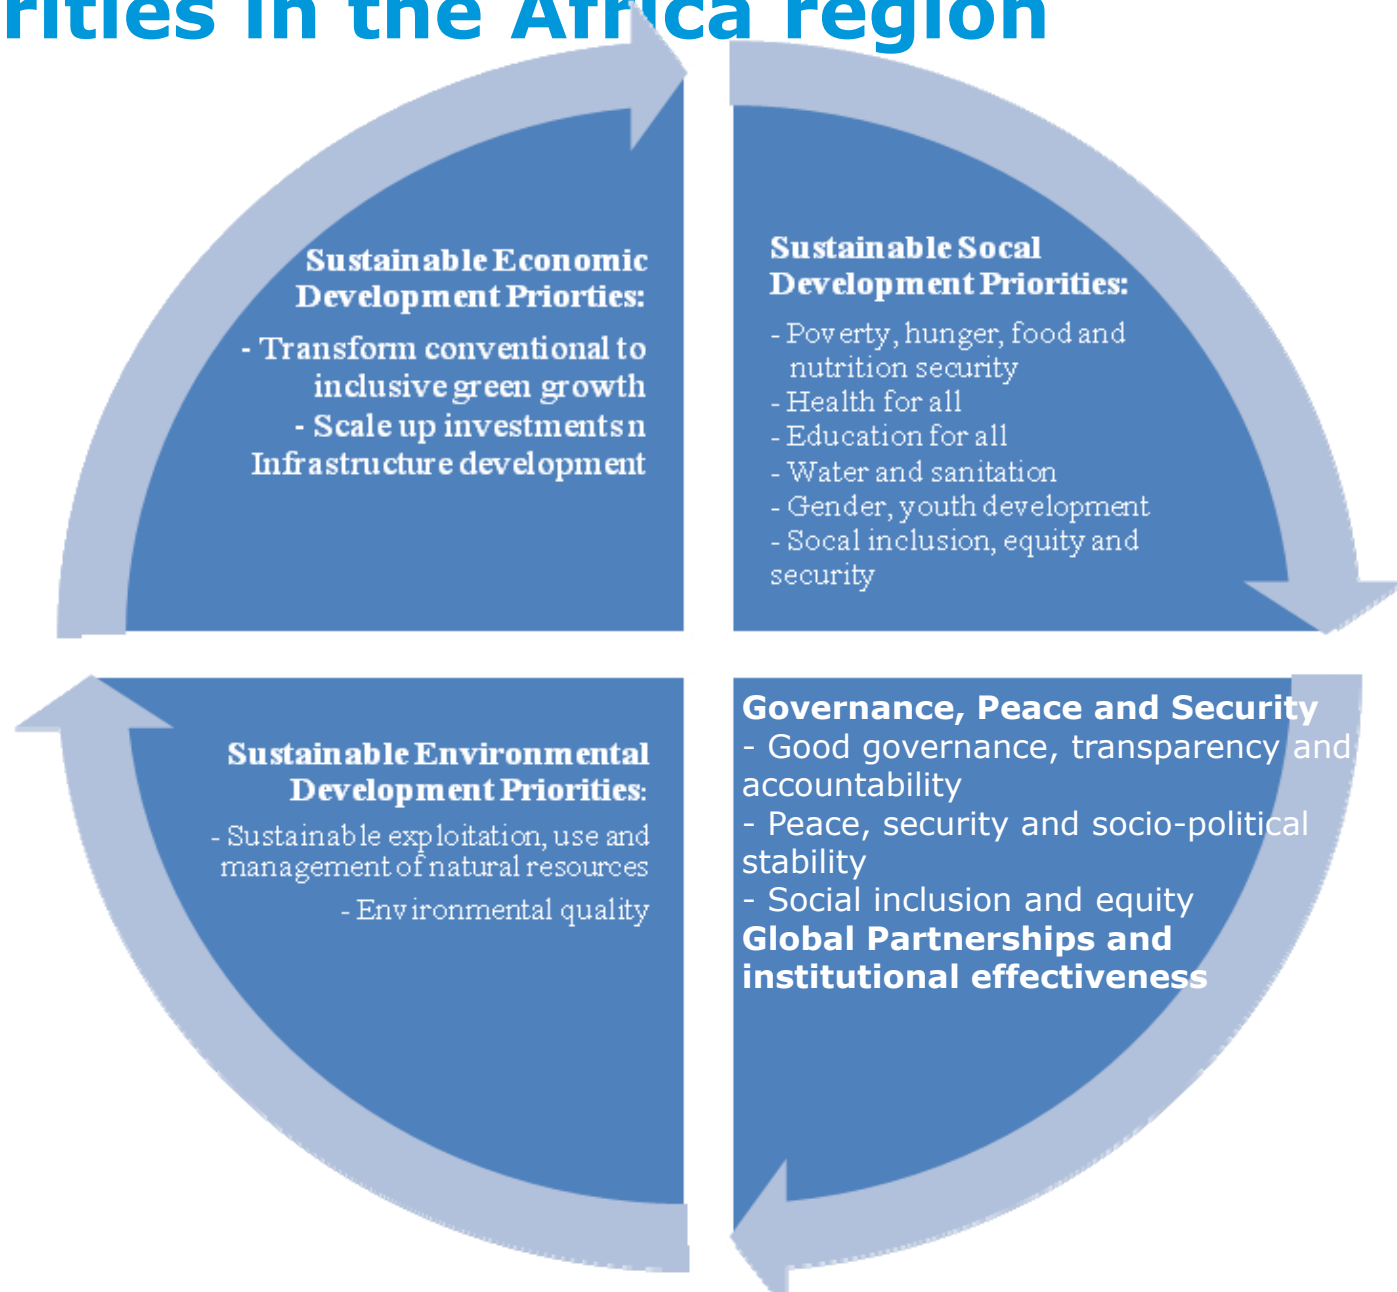 rities in the Africa region
Sustainable Economic
Development Priorties:
- Transform conventional to
inclusive green growth
- Scale up investments n
Infrastructure development
Sustainable Socal
Development Priorities:
- Poverty, hunger, food and
nutrition security
- Health for all
- Education for all
- Water and sanitation
- Gender, youth development
- Socal inclusion, equity and
security
Sustainable Environmental
Development Priorities:
- Sustainable exploitation, use and
management of natural resources
- Environmental quality
Governance, Peace and Security
- Good governance, transparency and
accountability
- Peace, security and socio-political
stability
- Social inclusion and equity
Global Partnerships and
institutional effectiveness